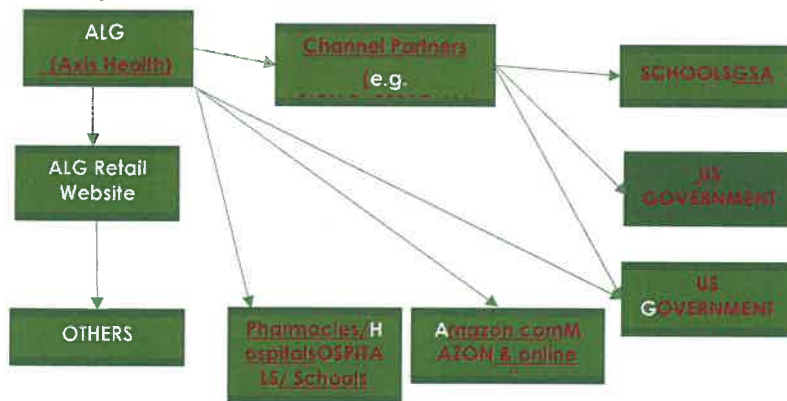 ALG
(Axis Health)
Channel Partners
(e.g.
SCHOOLSGSA
ALG Retail
Website
US
GOVERNMENT
US
GOVERNMENT
OTHERS
Pharmacies/H
ospitalsOSPITA
LS/ Schools
Amazon.comM
AZON & online